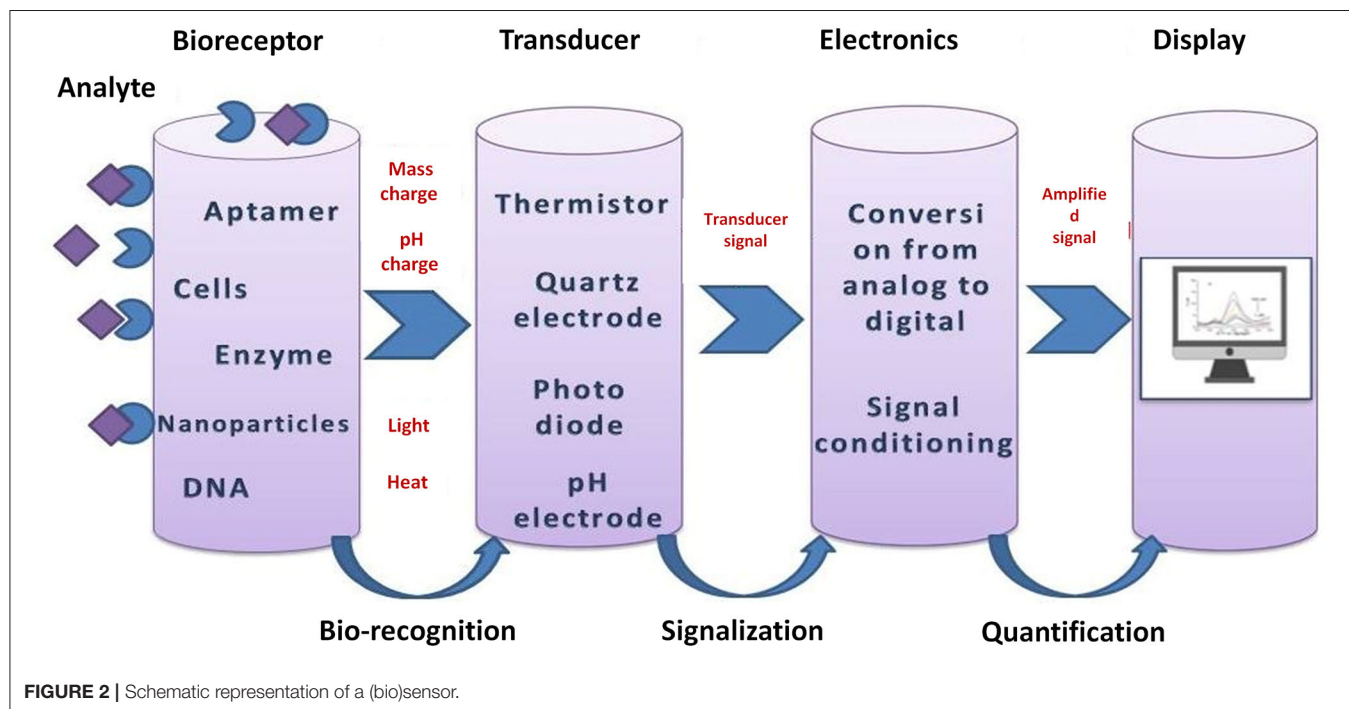 Bioreceptor
Transducer
Electronics
Display
Analyte
Aptamer
Cells
Enzyme
Nanoparticles
DNA
Mass
charge
pH
charge
Light
Heat
Thermistor
Quartz
electrode
Photo
diode
pH
electrode
Transducer
signal
Conversi
on from
analog to
digital
Signal
conditioning
Amplifie
d
signal
Bio-recognition
Signalization
Quantification
FIGURE 2 | Schematic representation of a (bio)sensor.